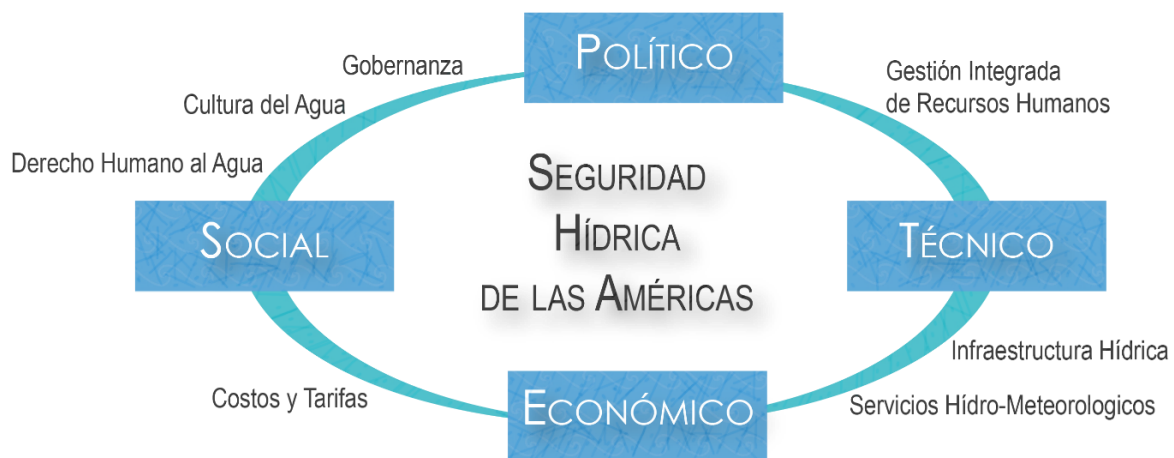 Político
Gobernanza
Cultura del Agua
Derecho Humano al Agua
Gestión Integrada
de Recursos Humanos
Seguridad
Hídrica
de las Américas
Social
Técnico
Costos y Tarifas
Económico
Infraestructura Hídrica
Servicios Hídro-Meteorologicos